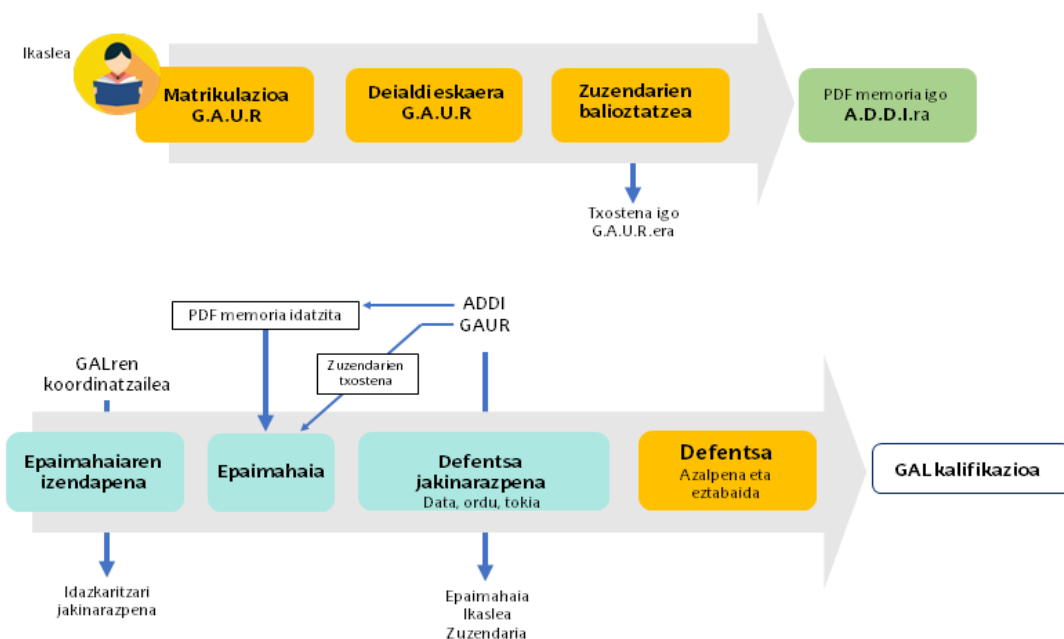 Ikaslea
Matrikulazioa
G.A.U.R
Deialdi eskaera
G.A.U.R
Zuzendarien
balioztatzea
PDF memoria igo
A.D.D.I.ra
Txostena igo
G.A.U.R.era
PDF memoria idatzita
ADDI
GAUR
Zuzendarien
txostena
GALren
koordinatzailea
Epaimahaiaren
izendapena
Epaimahaia
Defentsa
jakinarazpena
Data, ordu, tokia
Defentsa
Azalpena eta
eztabaida
GAL kalifikazioa
Idazkaritzari
jakinarazpena
Epaimahaia
Ikaslea
Zuzendaria